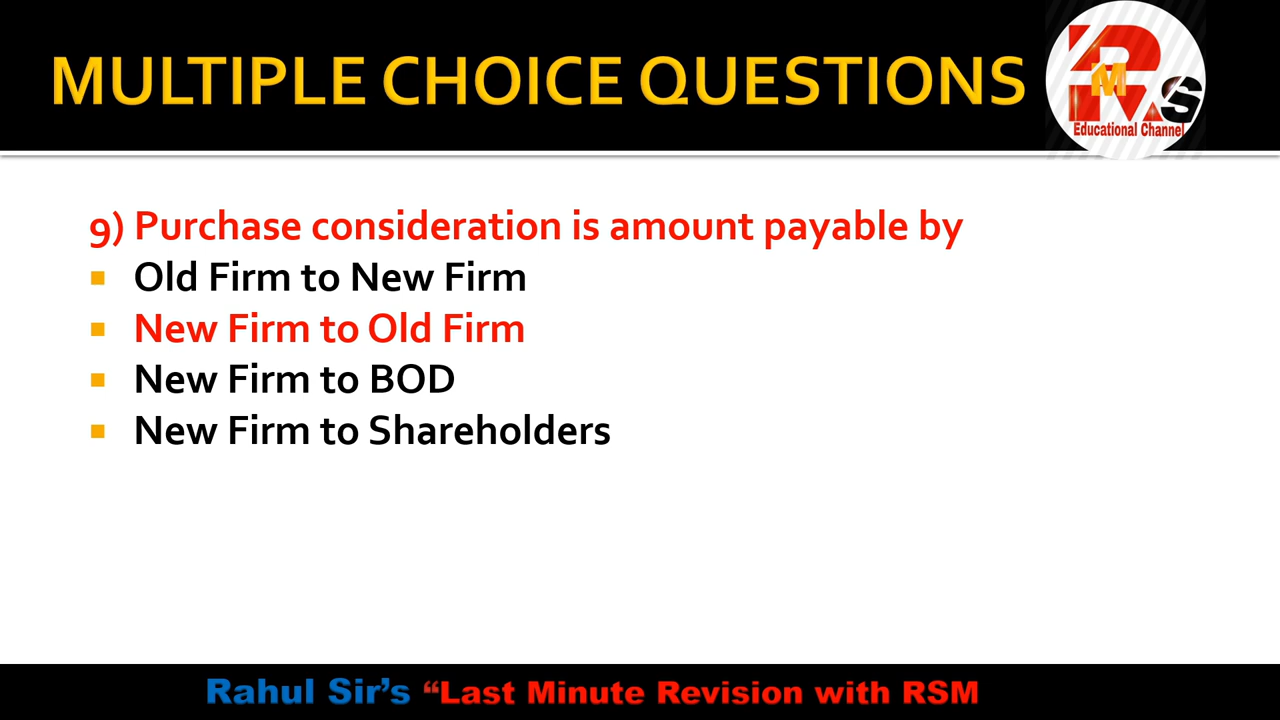 MULTIPLE CHOICE QUESTIONS
RMS
Educational Channel
9) Purchase consideration is amount payable by
Old Firm to New Firm
New Firm to Old Firm
New Firm to BOD
New Firm to Shareholders
Rahul Sir's “Last Minute Revision with RSM